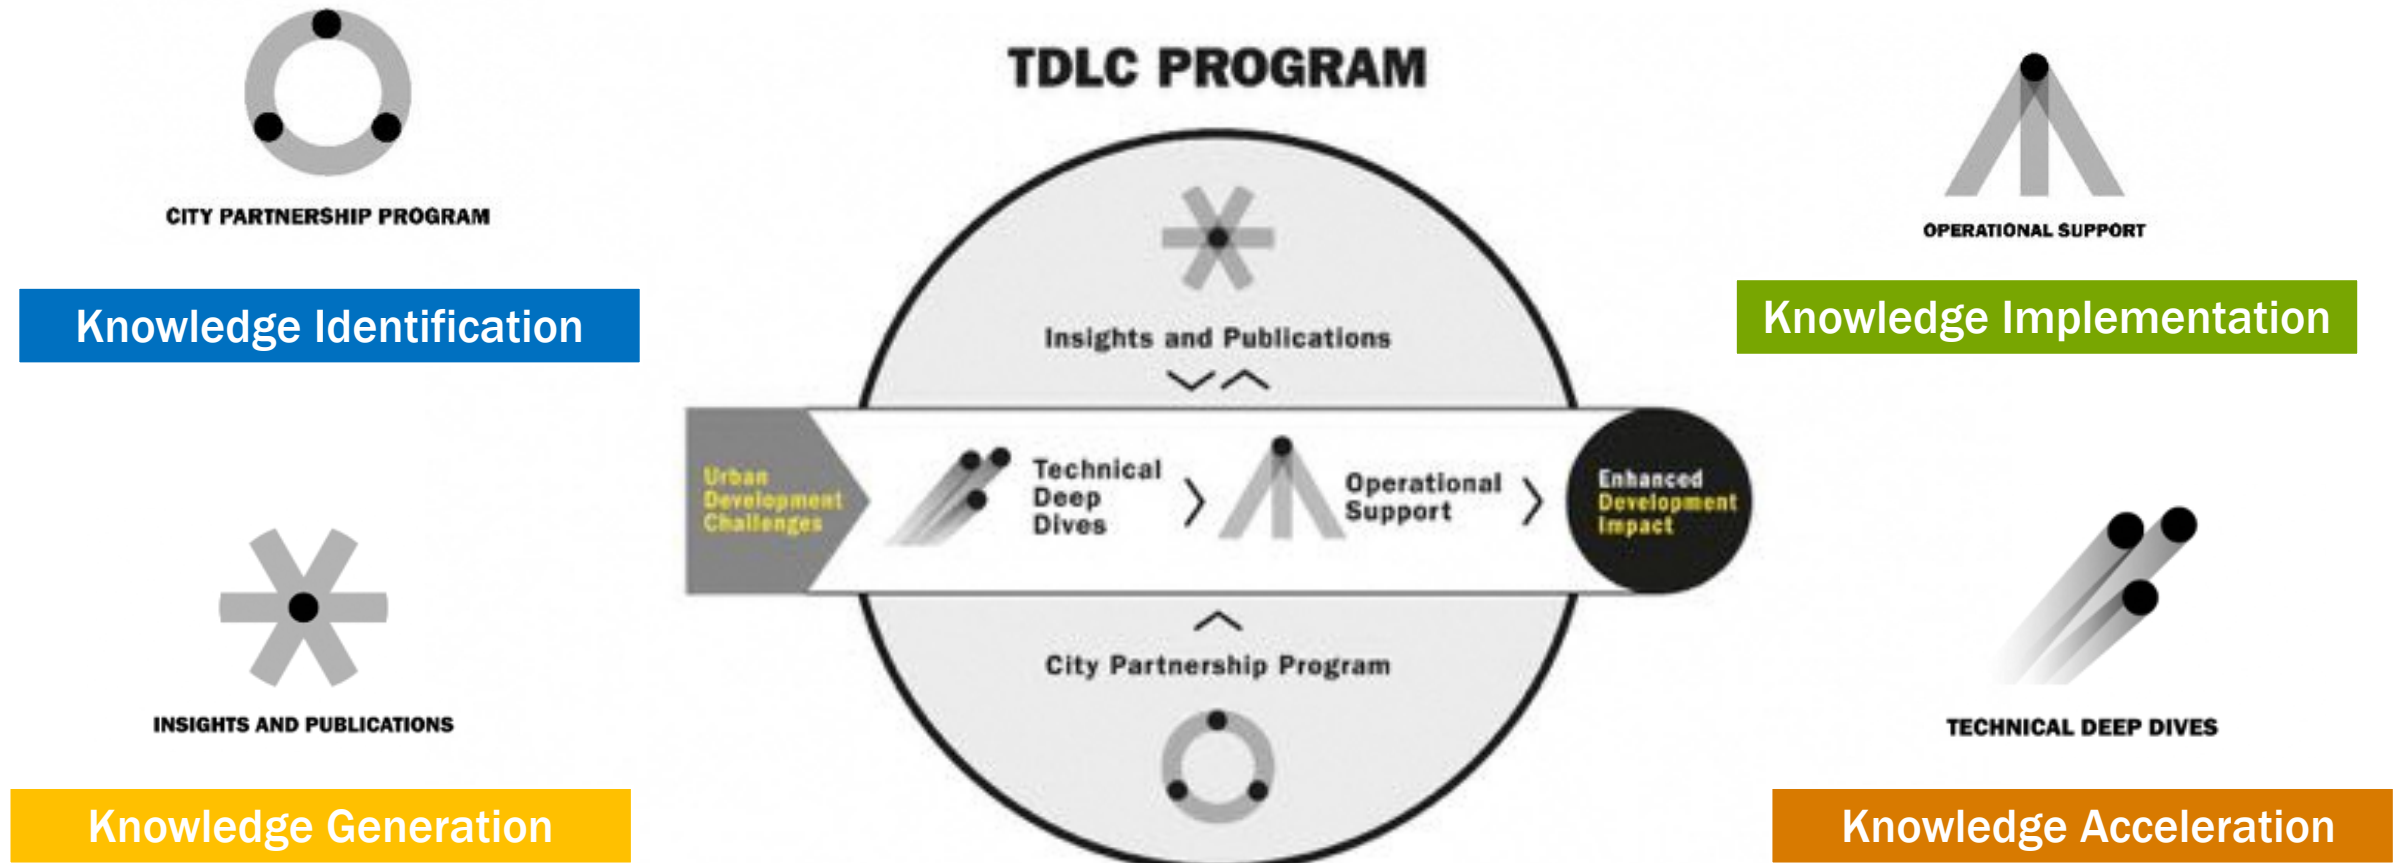 TDLC PROGRAM
CITY PARTNERSHIP PROGRAM
Knowledge Identification
INSIGHTS AND PUBLICATIONS
Knowledge Generation
Insights and Publications
Urban
Development
Challenges
Technical
Deep
Dives
Operational
Support
Enhanced
Development
Impact
City Partnership Program
OPERATIONAL SUPPORT
Knowledge Implementation
TECHNICAL DEEP DIVES
Knowledge Acceleration